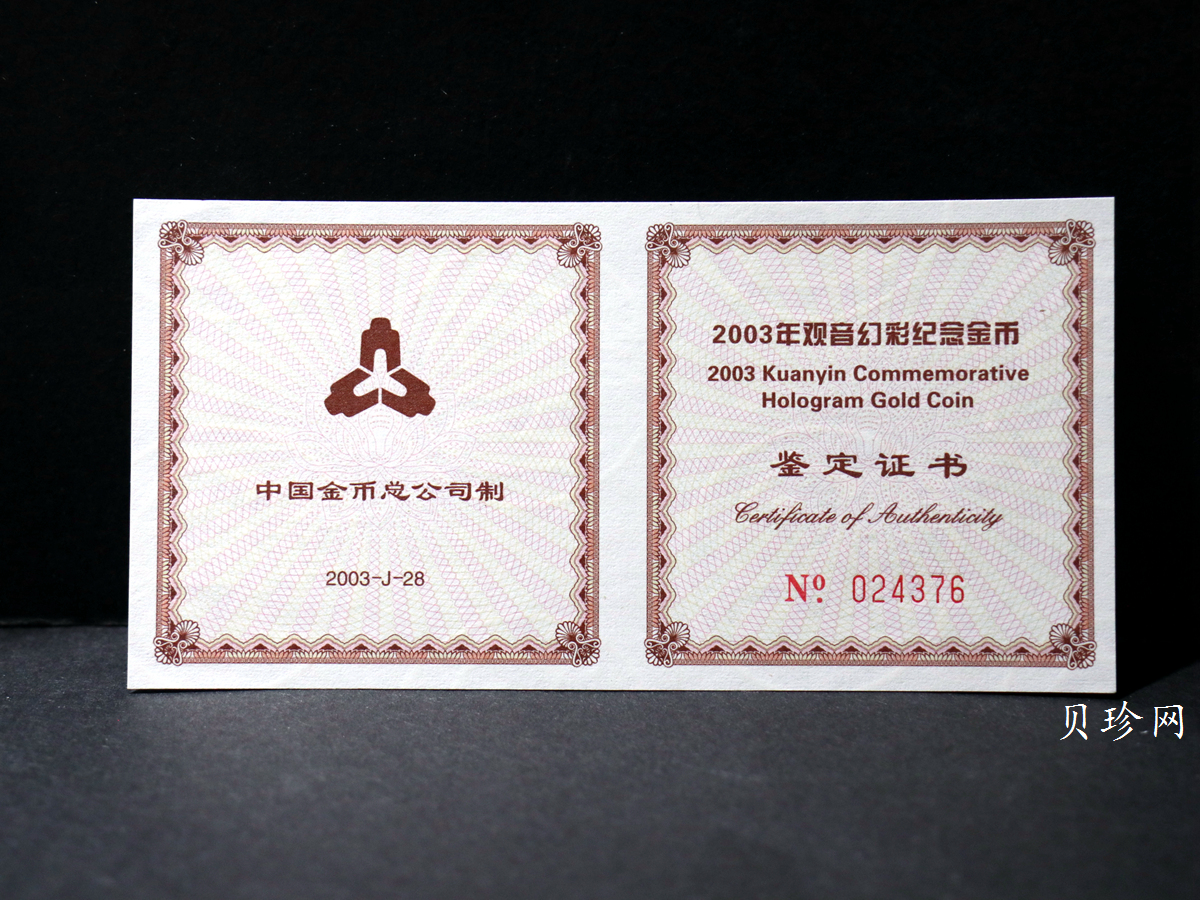 中国金币总公司制
2003-J-28
2003年观音幻彩纪念金币
2003 Kuanyin Commemorative
Hologram Gold Coin
鉴定证书
Certificate of Authenticity
Nº 024376
贝珍网